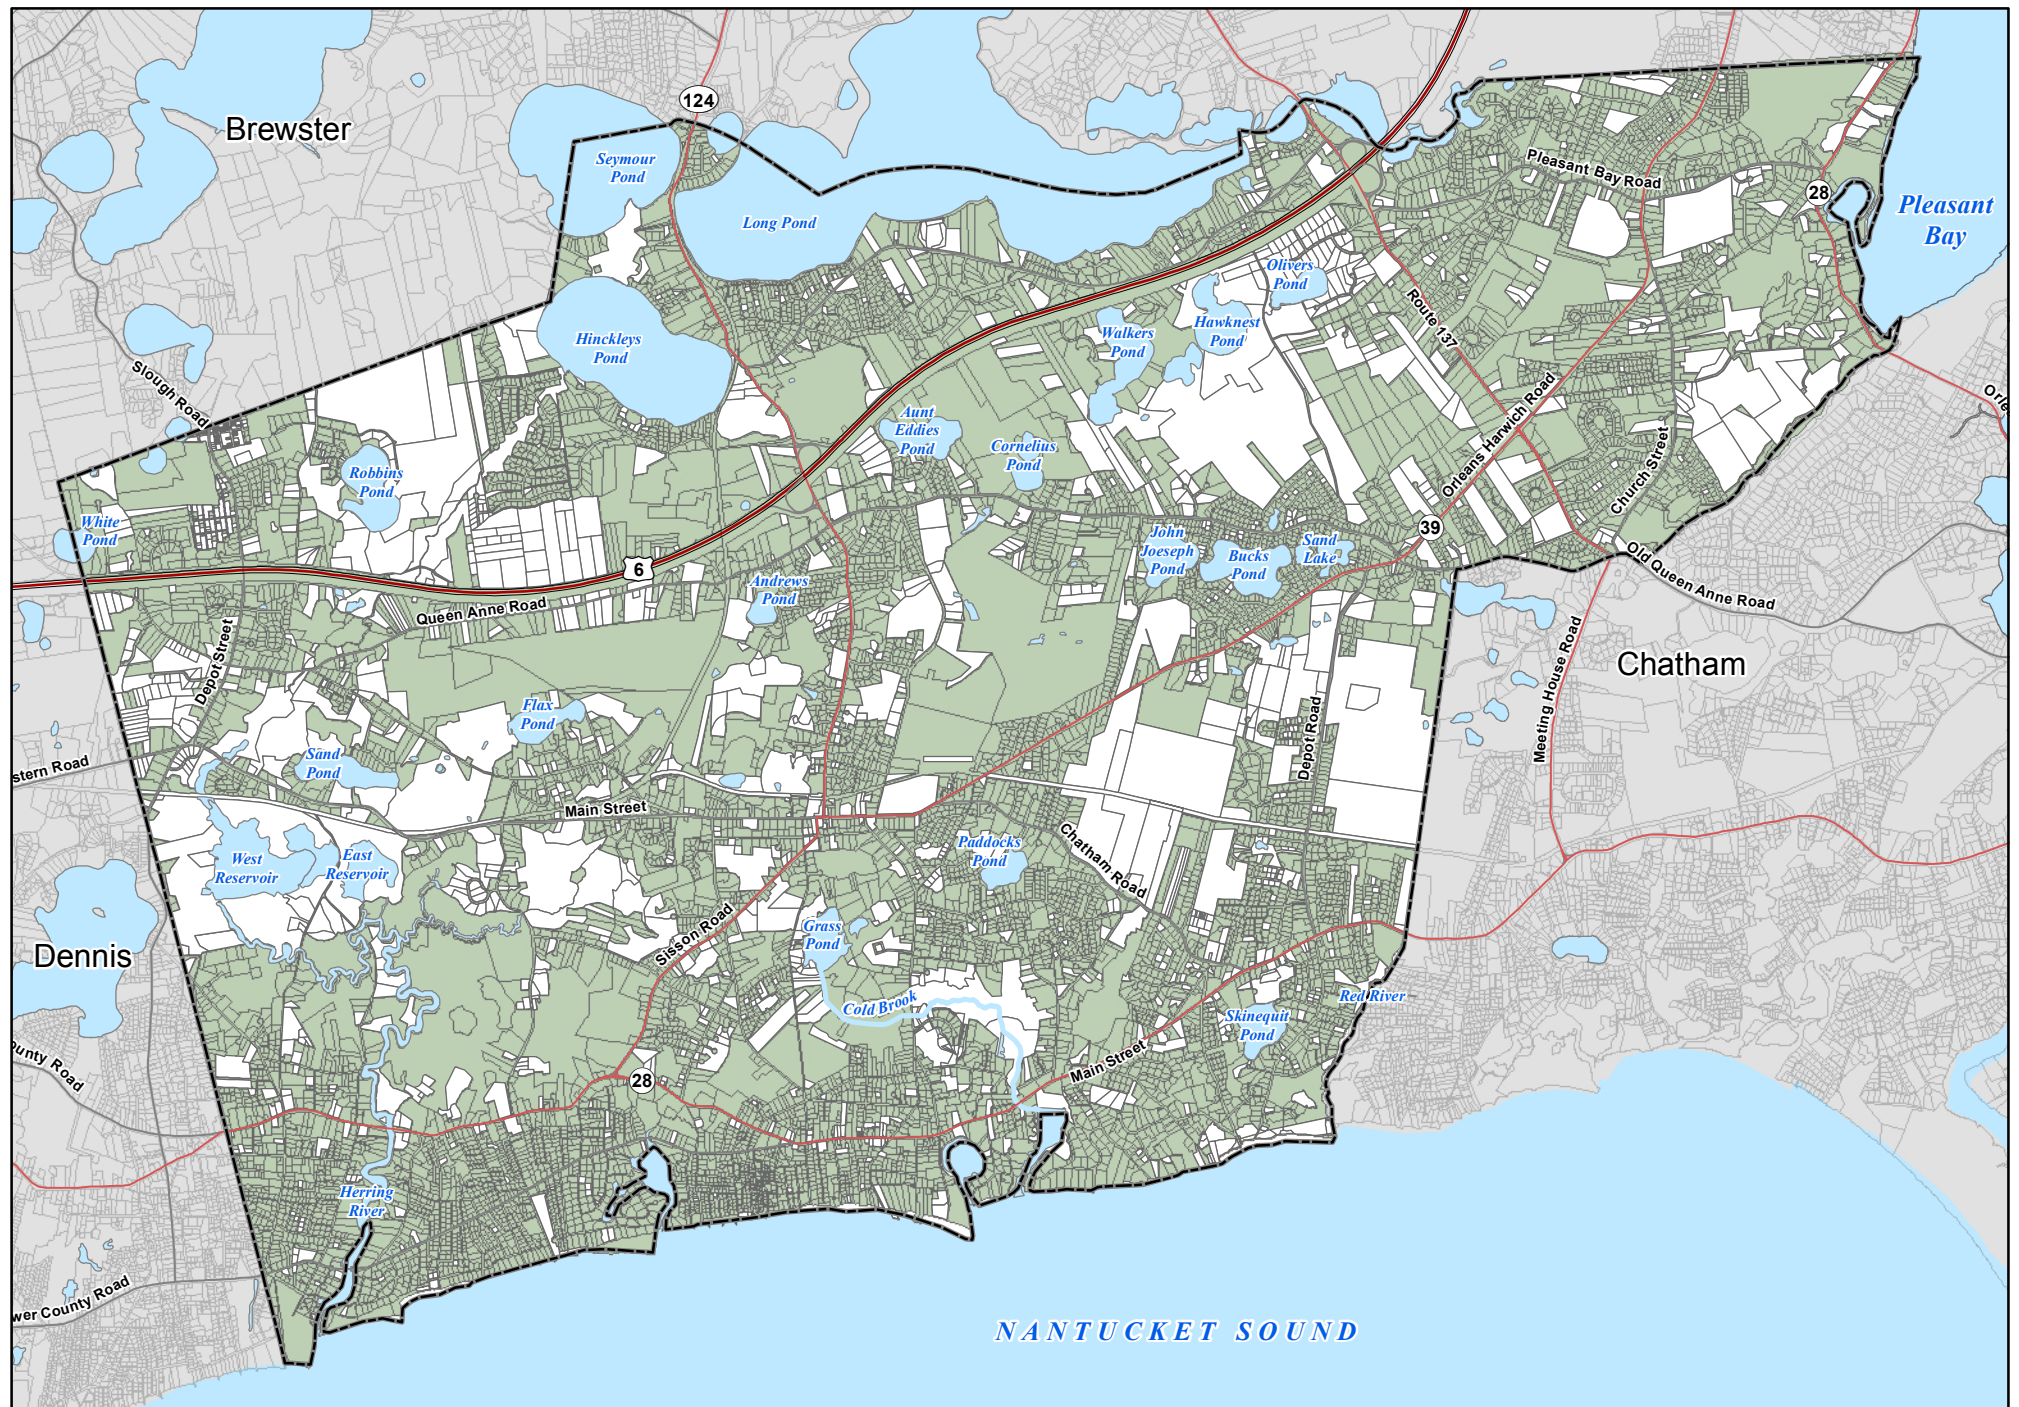 124
Brewster
Seymour
Pond
Pleasant Bay Road
28
Pleasant
Bay
Long Pond
Olivers
Pond
Hawknest
Pond
Walkers
Pond
Route 137
Hinckleys
Pond
Slough Road
Orle
Aunt
Eddies
Pond
Cornelius
Pond
Orleans Harwich Road
Church Street
Robbins
Pond
White
Pond
39
John
Joeseph
Pond
Bucks
Pond
Sand
Lake
6
Andrews
Pond
Old Queen Anne Road
Queen Anne Road
Depot Street
Meeting House Road
Chatham
Flax
Pond
Sand
Pond
stern Road
Depot Road
Main Street
Paddocks
Pond
Chatham Road
West
Reservoir
East
Reservoir
Grass
Pond
Sisson Road
Dennis
Cold Brook
Red River
Skinequit
Pond
ounty Road
28
Main Street
Herring
River
wer County Road
NANTUCKET SOUND